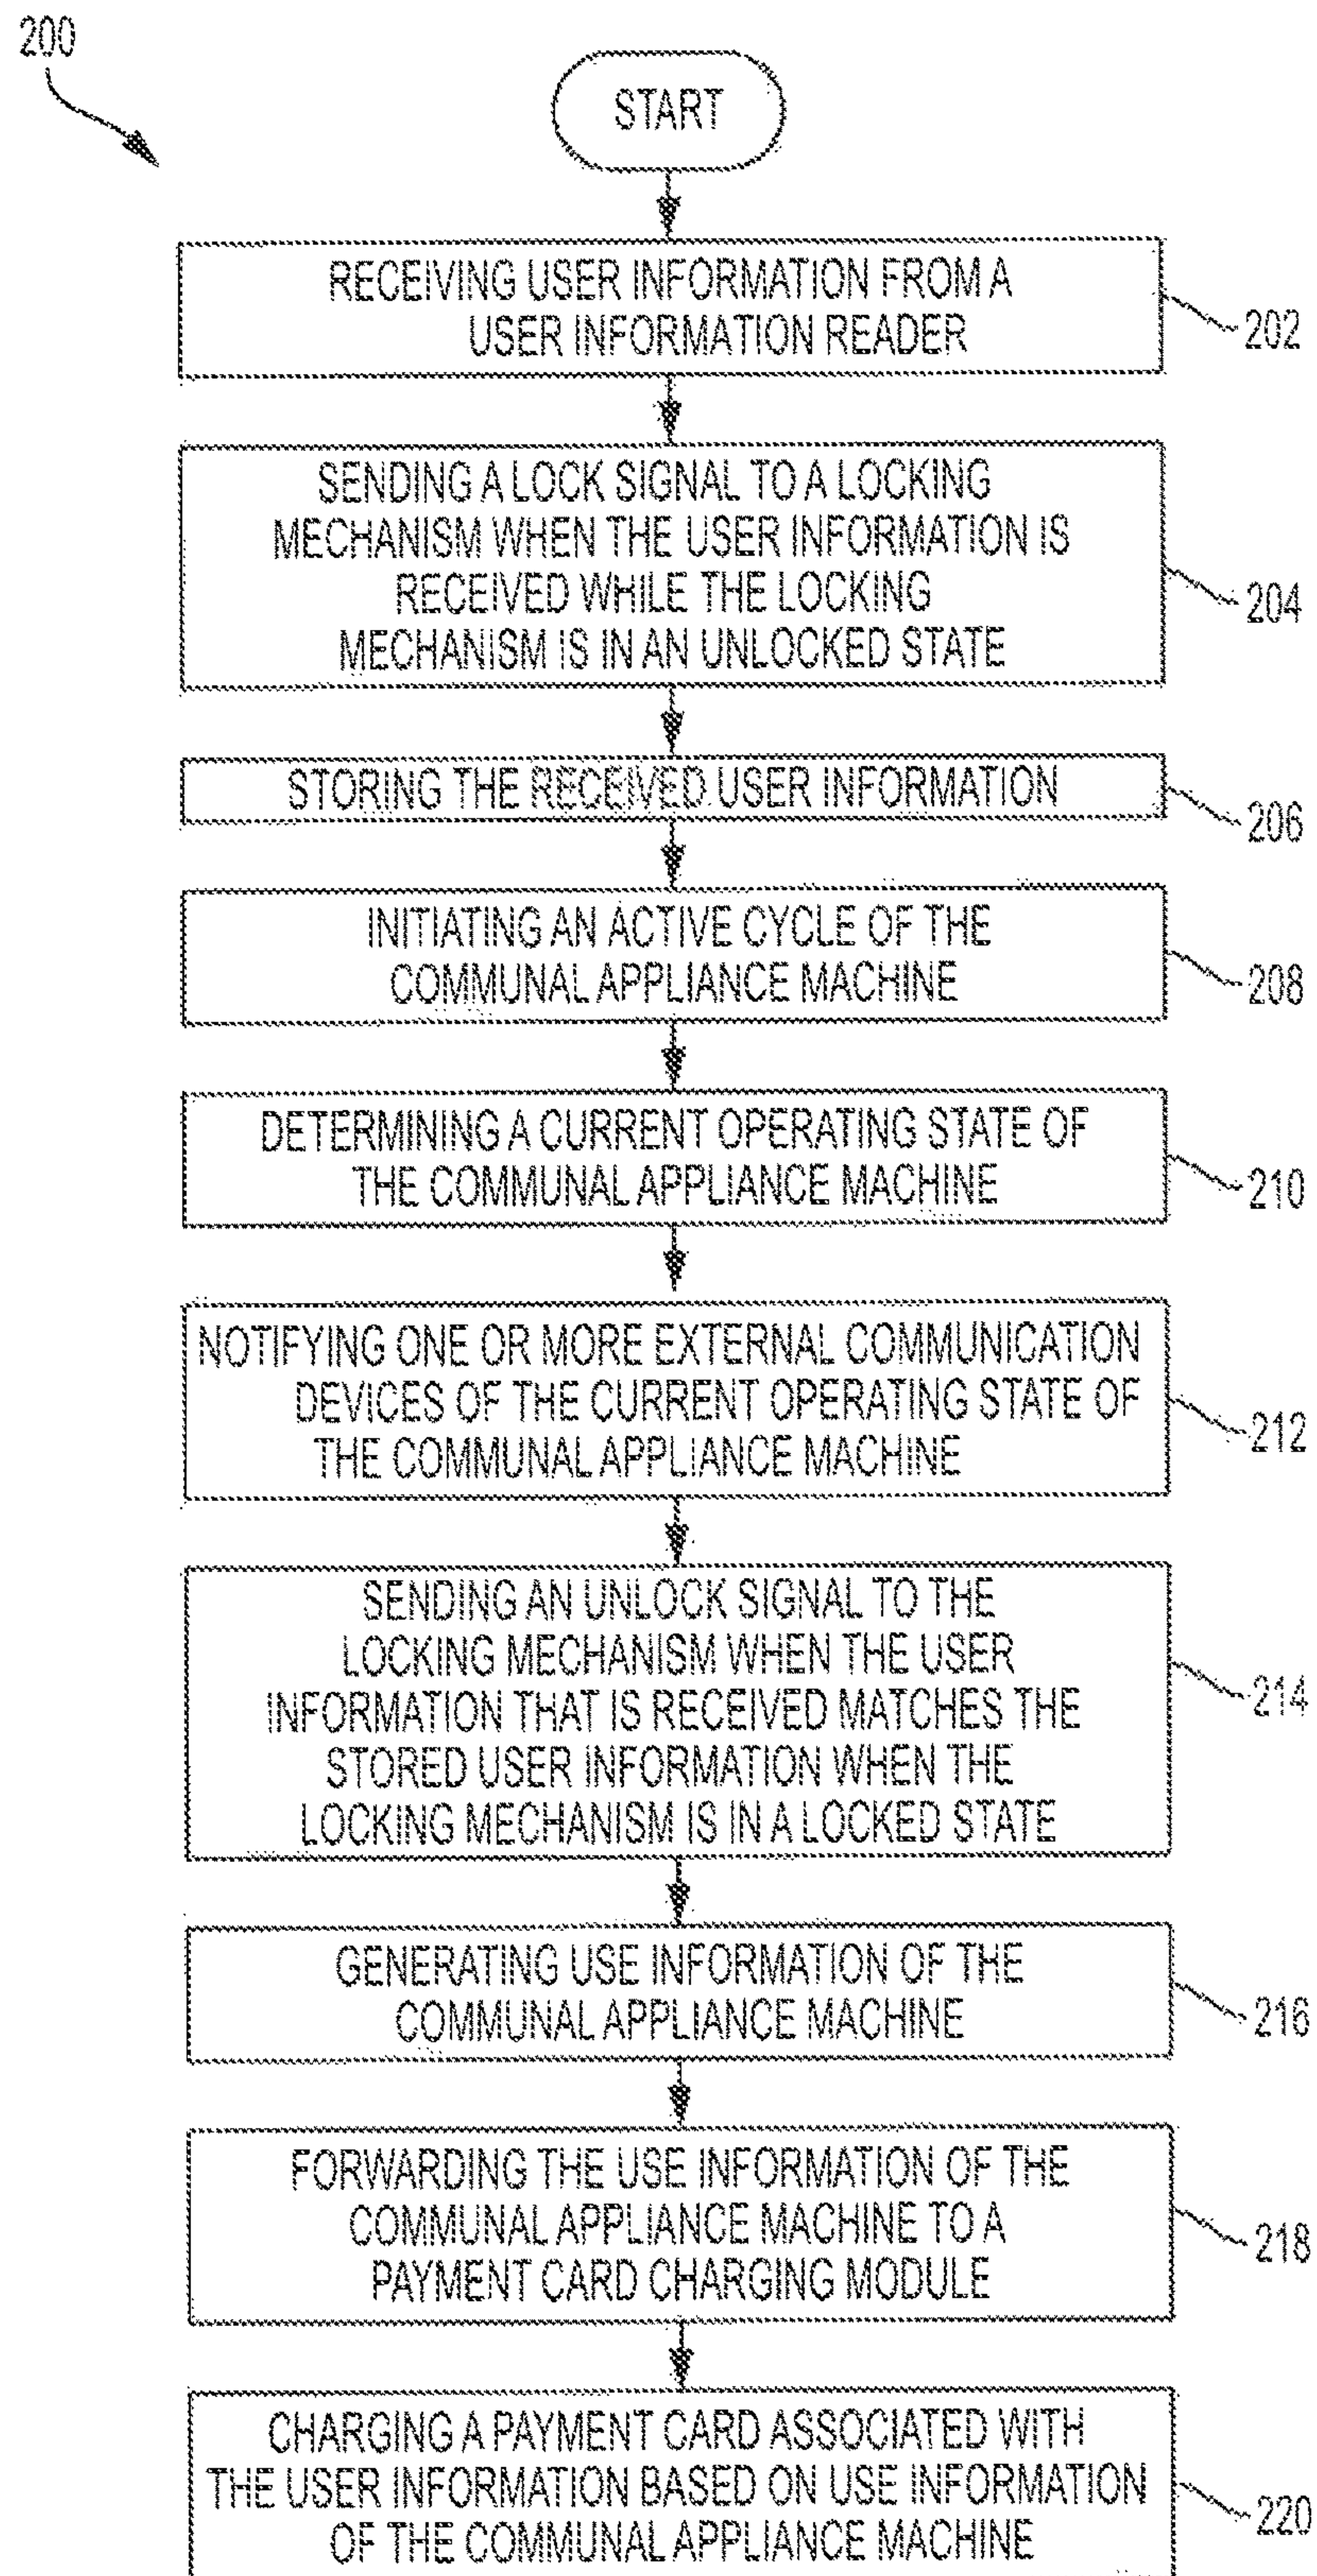 200
START
RECEIVING USER INFORMATION FROM A
USER INFORMATION READER
202
SENDING A LOCK SIGNAL TO A LOCKING
MECHANISM WHEN THE USER INFORMATION IS
RECEIVED WHILE THE LOCKING
MECHANISM IS IN AN UNLOCKED STATE
204
STORING THE RECEIVED USER INFORMATION
206
INITIATING AN ACTIVE CYCLE OF THE
COMMUNAL APPLIANCE MACHINE
208
DETERMINING A CURRENT OPERATING STATE OF
THE COMMUNAL APPLIANCE MACHINE
210
NOTIFYING ONE OR MORE EXTERNAL COMMUNICATION
DEVICES OF THE CURRENT OPERATING STATE OF
THE COMMUNAL APPLIANCE MACHINE
212
SENDING AN UNLOCK SIGNAL TO THE
LOCKING MECHANISM WHEN THE USER
INFORMATION THAT IS RECEIVED MATCHES THE
STORED USER INFORMATION WHEN THE
LOCKING MECHANISM IS IN A LOCKED STATE
214
GENERATING USE INFORMATION OF THE
COMMUNAL APPLIANCE MACHINE
216
FORWARDING THE USE INFORMATION OF THE
COMMUNAL APPLIANCE MACHINE TO A
PAYMENT CARD CHARGING MODULE
218
CHARGING A PAYMENT CARD ASSOCIATED WITH
THE USER INFORMATION BASED ON USE INFORMATION
OF THE COMMUNAL APPLIANCE MACHINE
220